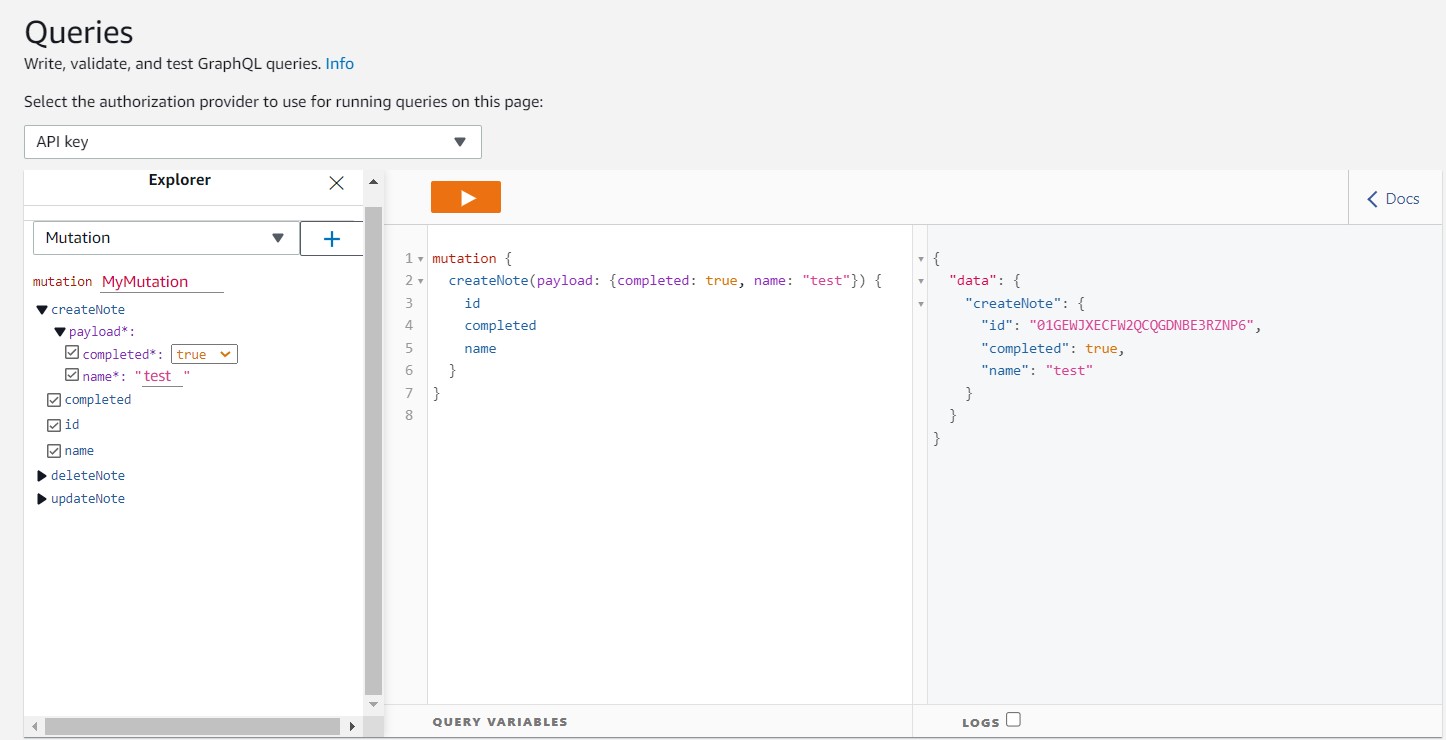 Queries
Write, validate, and test GraphQL queries. Info
Select the authorization provider to use for running queries on this page:
API key
Explorer
Mutation
+
mutation MyMutation
createNote
payload*:
completed*: true
name*: "test "
completed
id
name
deleteNote
updateNote
1 mutation {
2 createNote(payload: {completed: true, name: "test"}) {
3 id
4 completed
5 name
6 }
7 }
8
QUERY VARIABLES
Docs
{
"data": {
"createNote": {
"id": "01GEWJXECFW2QCQGDNBE3RZNP6",
"completed": true,
"name": "test"
}
}
}
LOGS